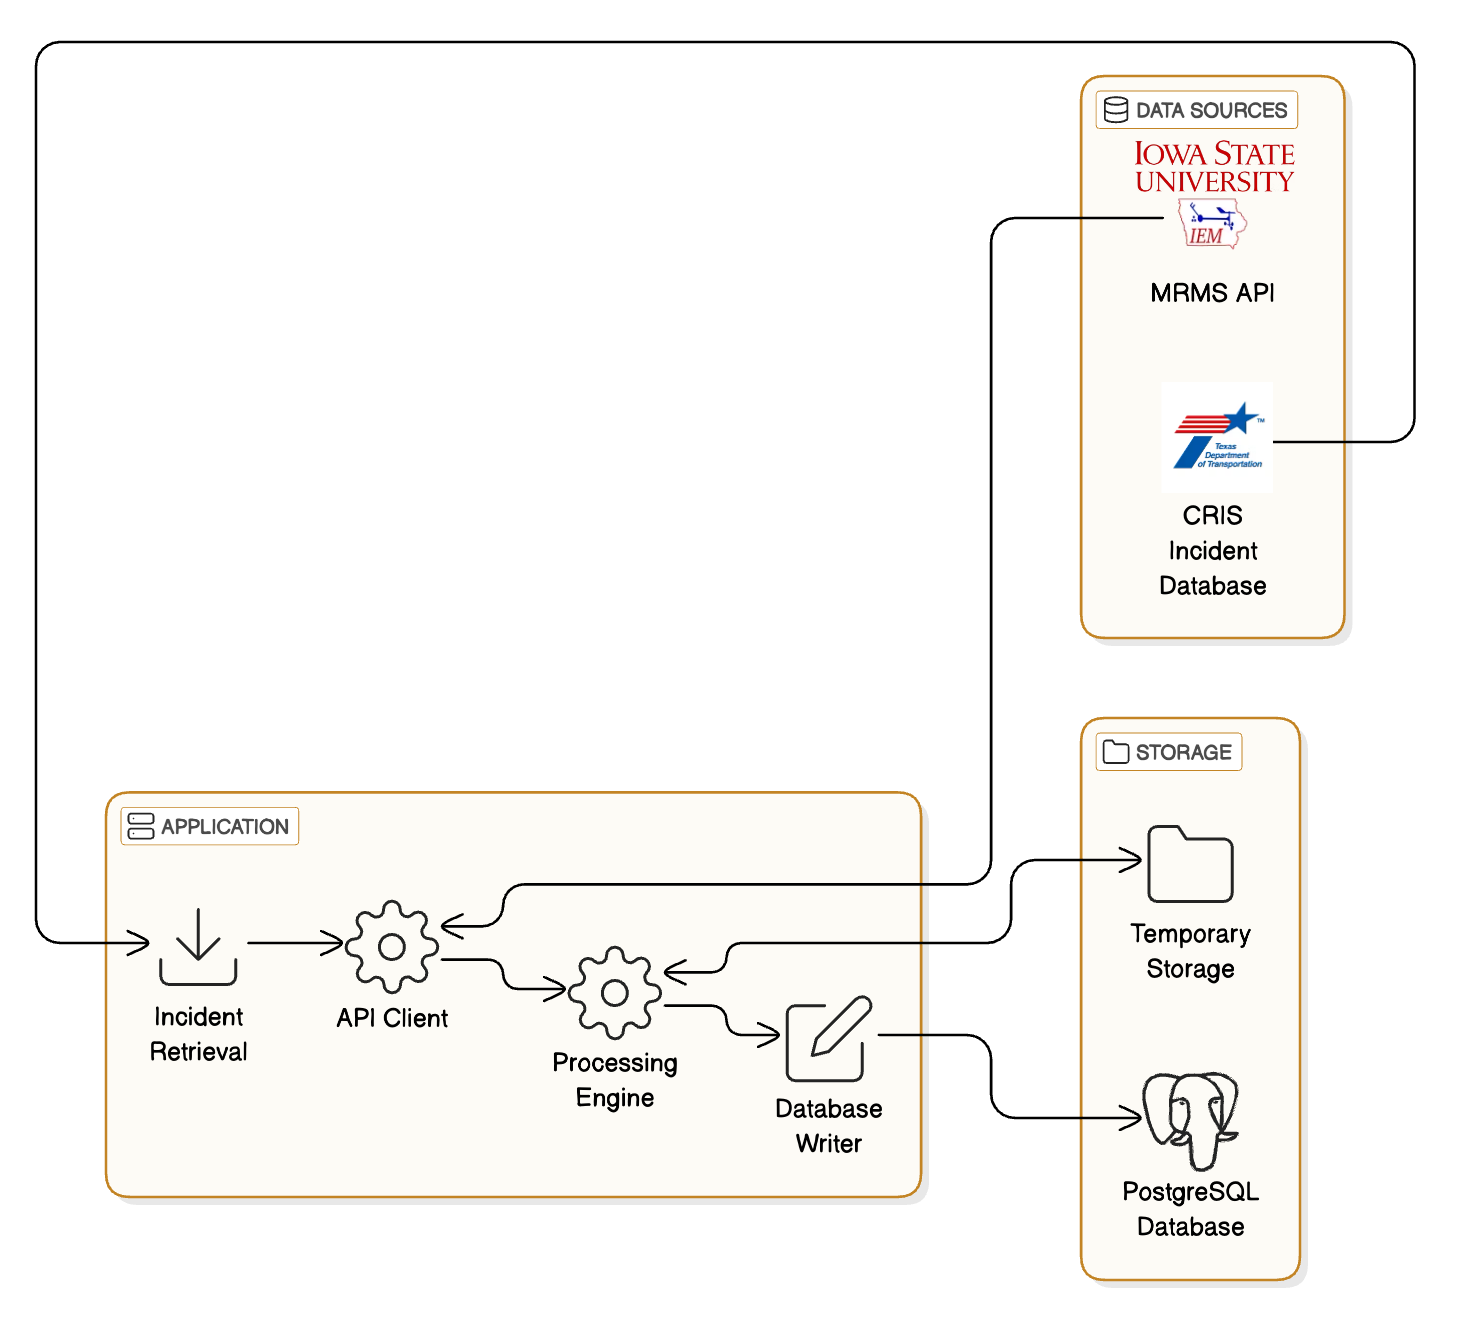 DATA SOURCES
IOWA STATE
UNIVERSITY
IEM
MRMS API
TM
Texas
Department
of Transportation
CRIS
Incident
Database
STORAGE
Temporary
Storage
PostgreSQL
Database
APPLICATION
Incident
Retrieval
API Client
Processing
Engine
Database
Writer